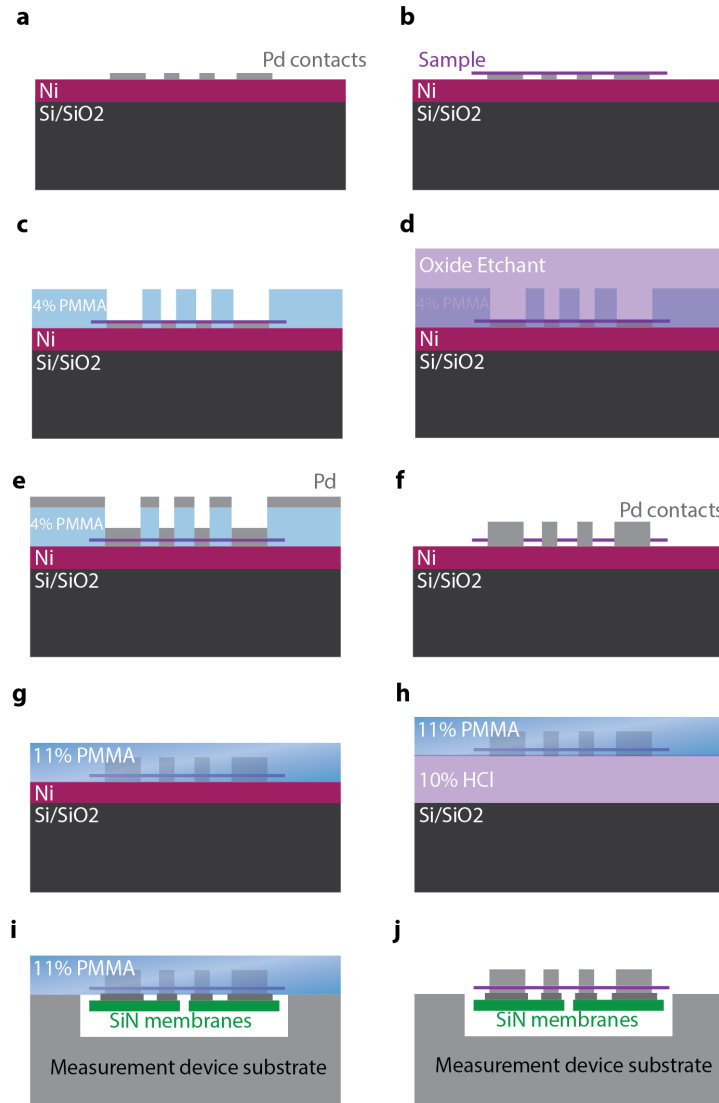 a
Pd contacts
Ni
Si/SiO2
b
Sample
Ni
Si/SiO2
c
4% PMMA
Ni
Si/SiO2
d
Oxide Etchant
4% PMMA
Ni
Si/SiO2
e
Pd
4% PMMA
Ni
Si/SiO2
f
Pd contacts
Ni
Si/SiO2
g
11% PMMA
Ni
Si/SiO2
h
11% PMMA
10% HCl
Si/SiO2
i
11% PMMA
SiN membranes
Measurement device substrate
j
SiN membranes
Measurement device substrate